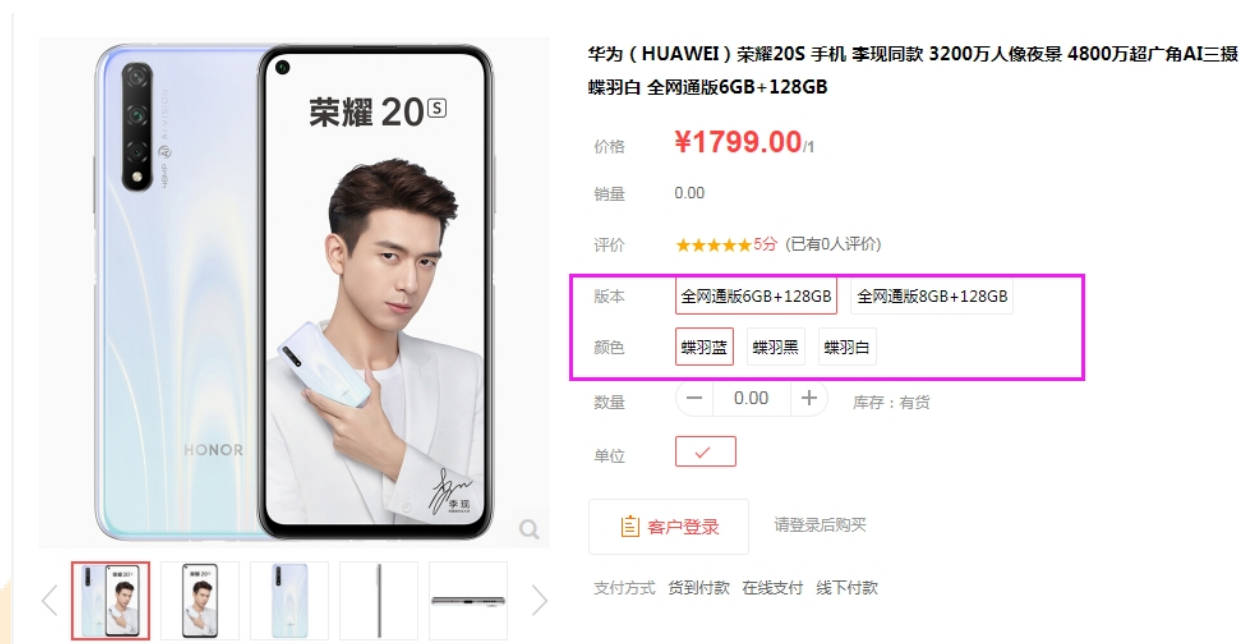 华为（HUAWEI）荣耀20S 手机 李现同款 3200万人像夜景 4800万超广角AI三摄
蝶羽白 全网通版6GB+128GB
荣耀 20S
HONOR
李现
价格 ¥1799.00/1
销量 0.00
评价 ★★★★★5分 (已有0人评价)
版本 全网通版6GB+128GB 全网通版8GB+128GB
颜色 蝶羽蓝 蝶羽黑 蝶羽白
数量 － 0.00 ＋ 库存：有货
单位
客户登录 请登录后购买
支付方式 货到付款 在线支付 线下付款